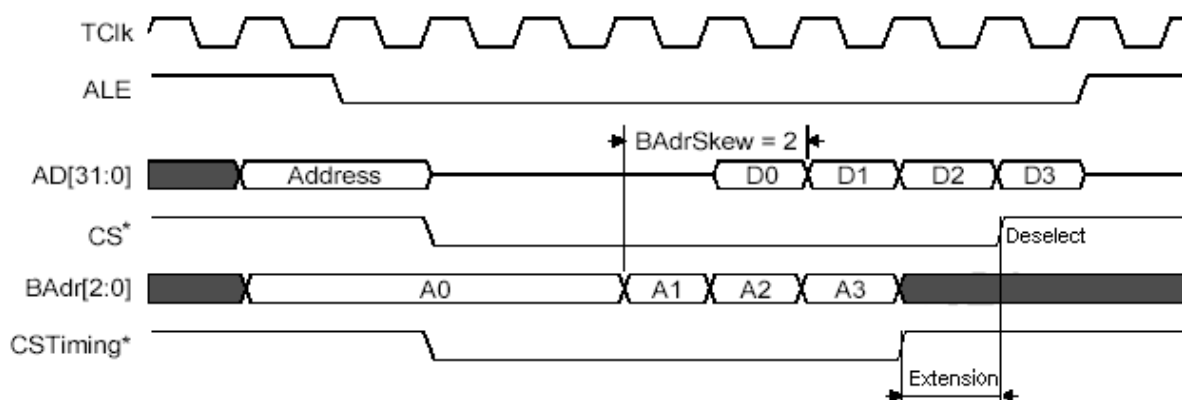 TClk
ALE
BAdrSkew = 2
AD[31:0] Address D0 D1 D2 D3
CS* Deselect
BAdr[2:0] A0 A1 A2 A3
CSTiming*
Extension